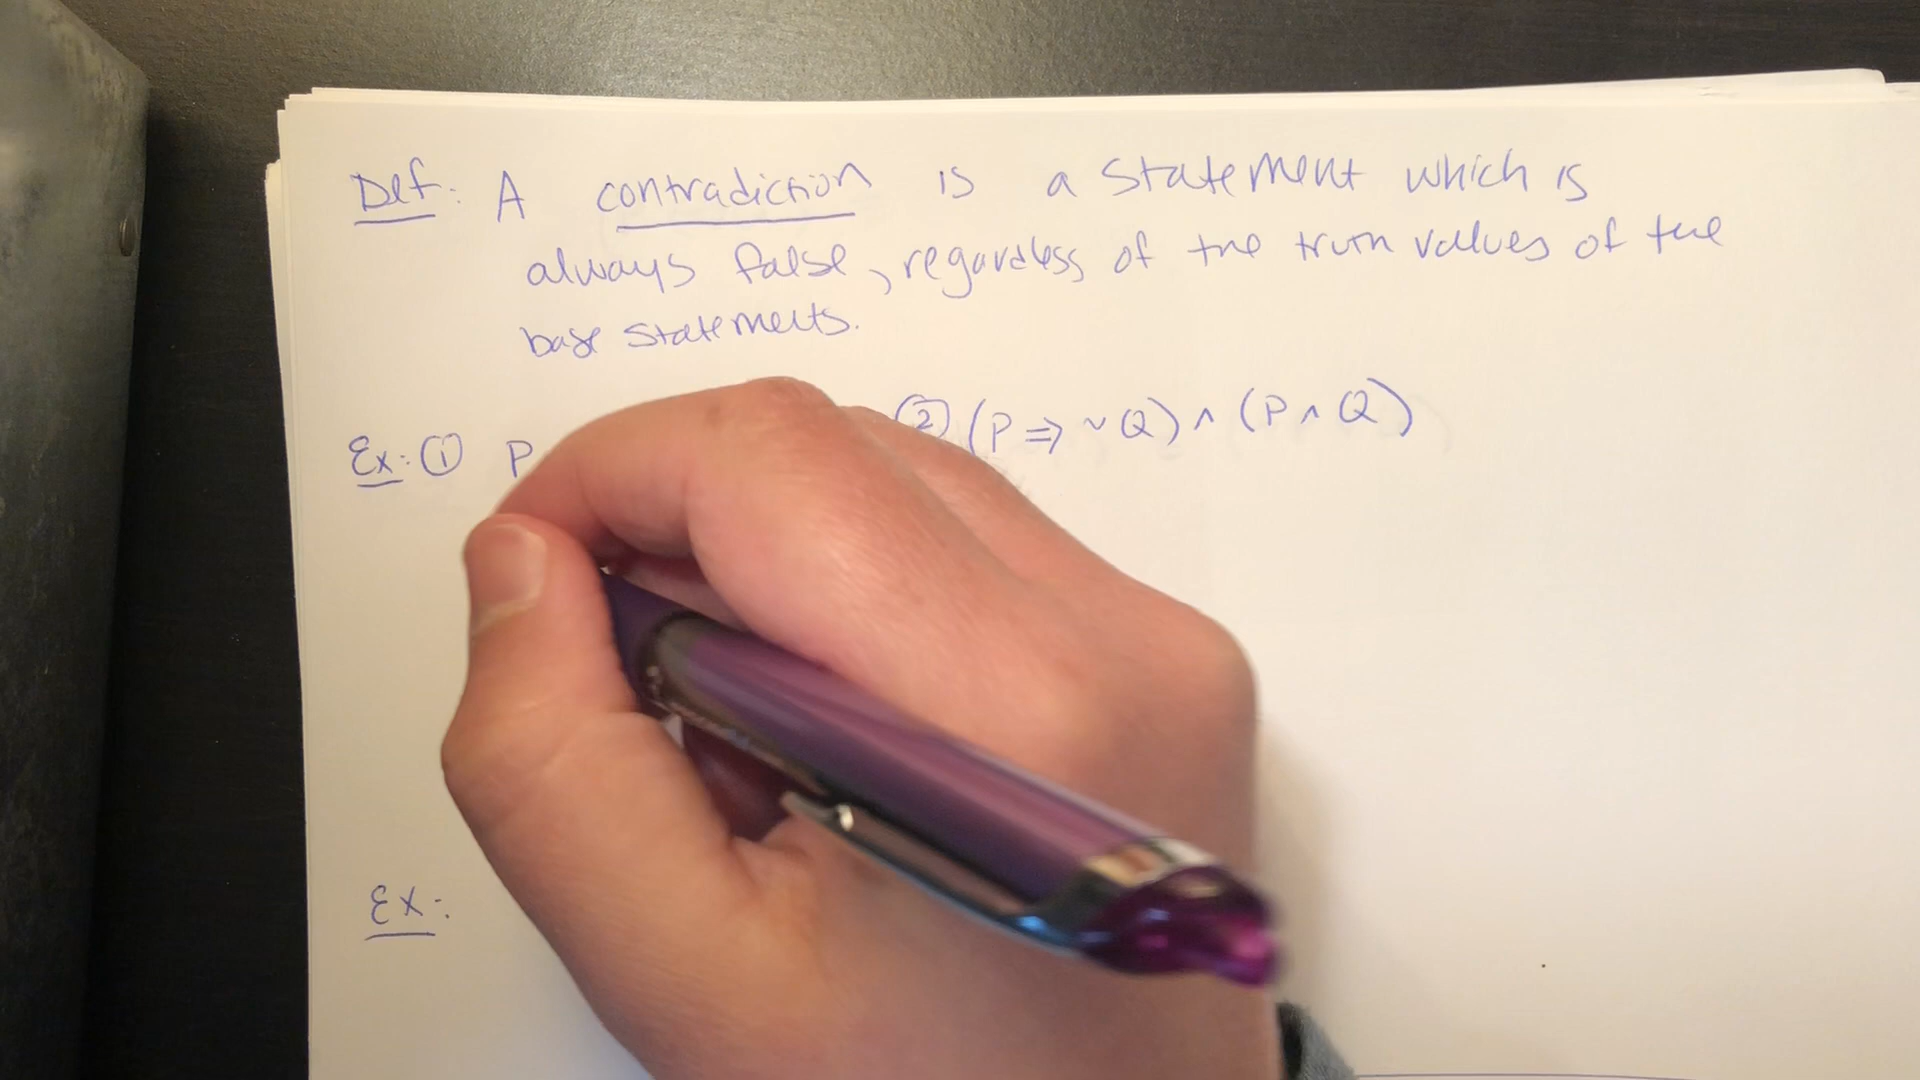 Def: A contradiction is a statement which is
always false, regardless of the truth values of the
base statements.
Ex: ① P ② (P ⇒ ~Q) ∧ (P ∧ Q)
Ex: